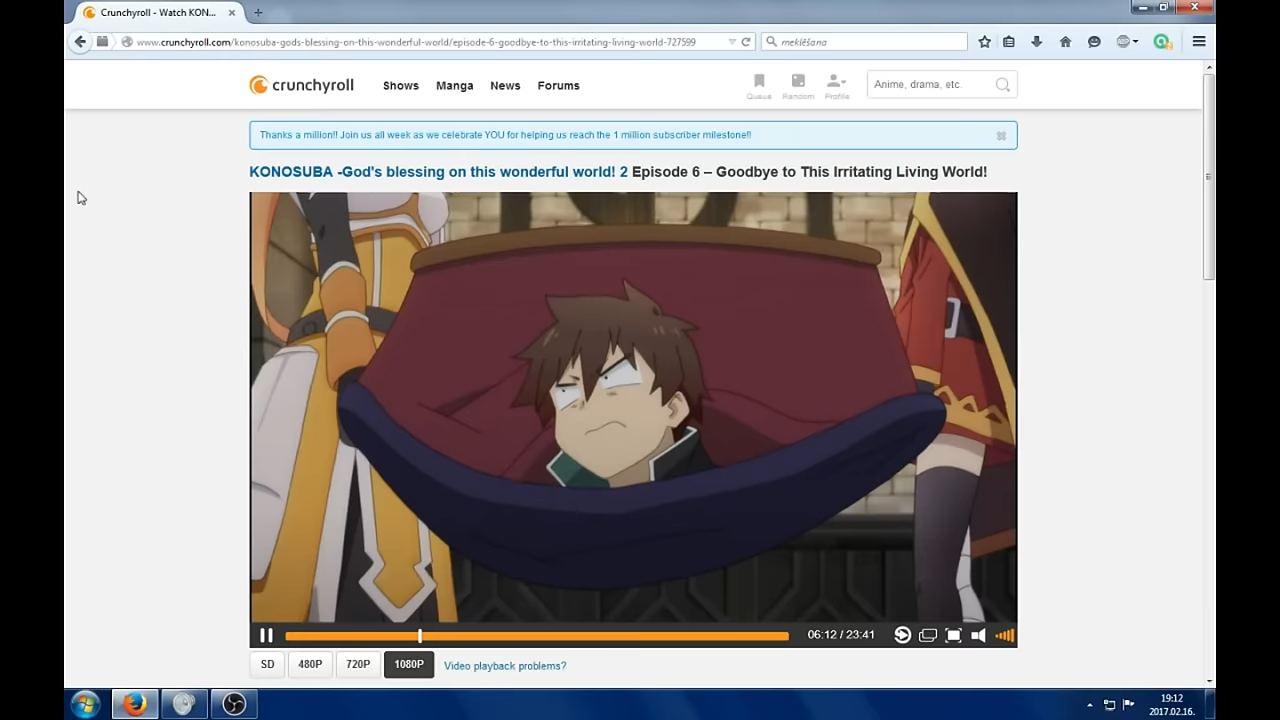 Crunchyroll - Watch KON...
www.crunchyroll.com/konosuba-gods-blessing-on-this-wonderful-world/episode-6-goodbye-to-this-irritating-living-world-727599
meklēšana
crunchyroll
Shows
Manga
News
Forums
Queue
Random
Profile
Anime, drama, etc.
Thanks a million!! Join us all week as we celebrate YOU for helping us reach the 1 million subscriber milestone!!
KONOSUBA -God's blessing on this wonderful world! 2 Episode 6 – Goodbye to This Irritating Living World!
06:12 / 23:41
SD
480P
720P
1080P
Video playback problems?
19:12
2017.02.16.